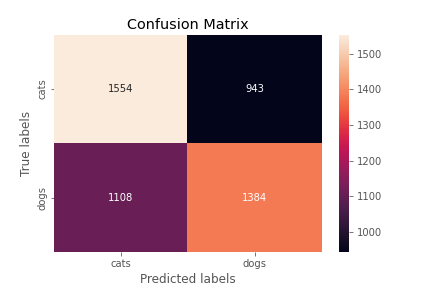 Confusion Matrix
cats
1554
943
dogs
1108
1384
True labels
cats
dogs
Predicted labels
1500
1400
1300
1200
1100
1000